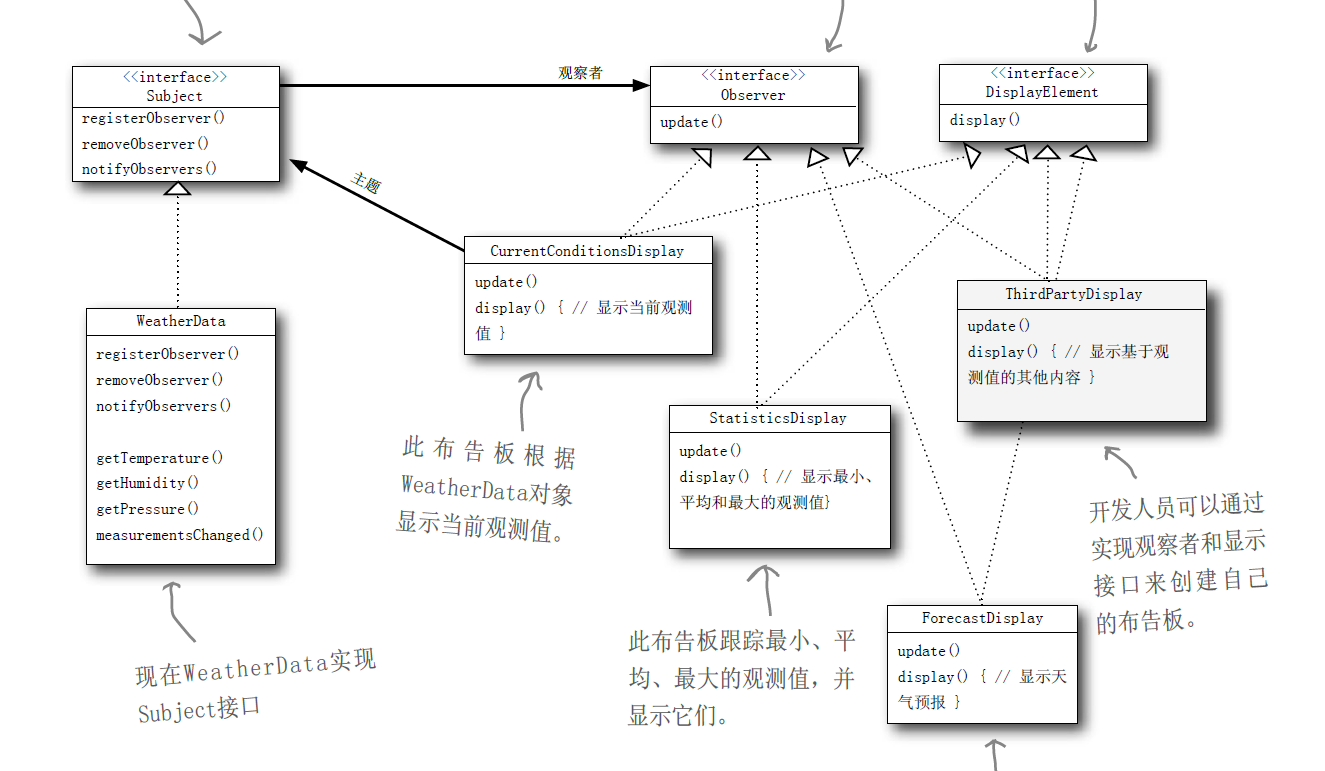 <<interface>>
Subject
registerObserver()
removeObserver()
notifyObservers()
观察者
<<interface>>
Observer
update()
<<interface>>
DisplayElement
display()
主题
CurrentConditionsDisplay
update()
display() { // 显示当前观测
值 }
ThirdPartyDisplay
update()
display() { // 显示基于观
测值的其他内容 }
WeatherData
registerObserver()
removeObserver()
notifyObservers()
getTemperature()
getHumidity()
getPressure()
measurementsChanged()
StatisticsDisplay
update()
display() { // 显示最小、
平均和最大的观测值}
此布告板根据
WeatherData对象
显示当前观测值。
开发人员可以通过
实现观察者和显示
接口来创建自己
的布告板。
ForecastDisplay
update()
display() { // 显示天
气预报 }
现在WeatherData实现
Subject接口
此布告板跟踪最小、平
均、最大的观测值，并
显示它们。